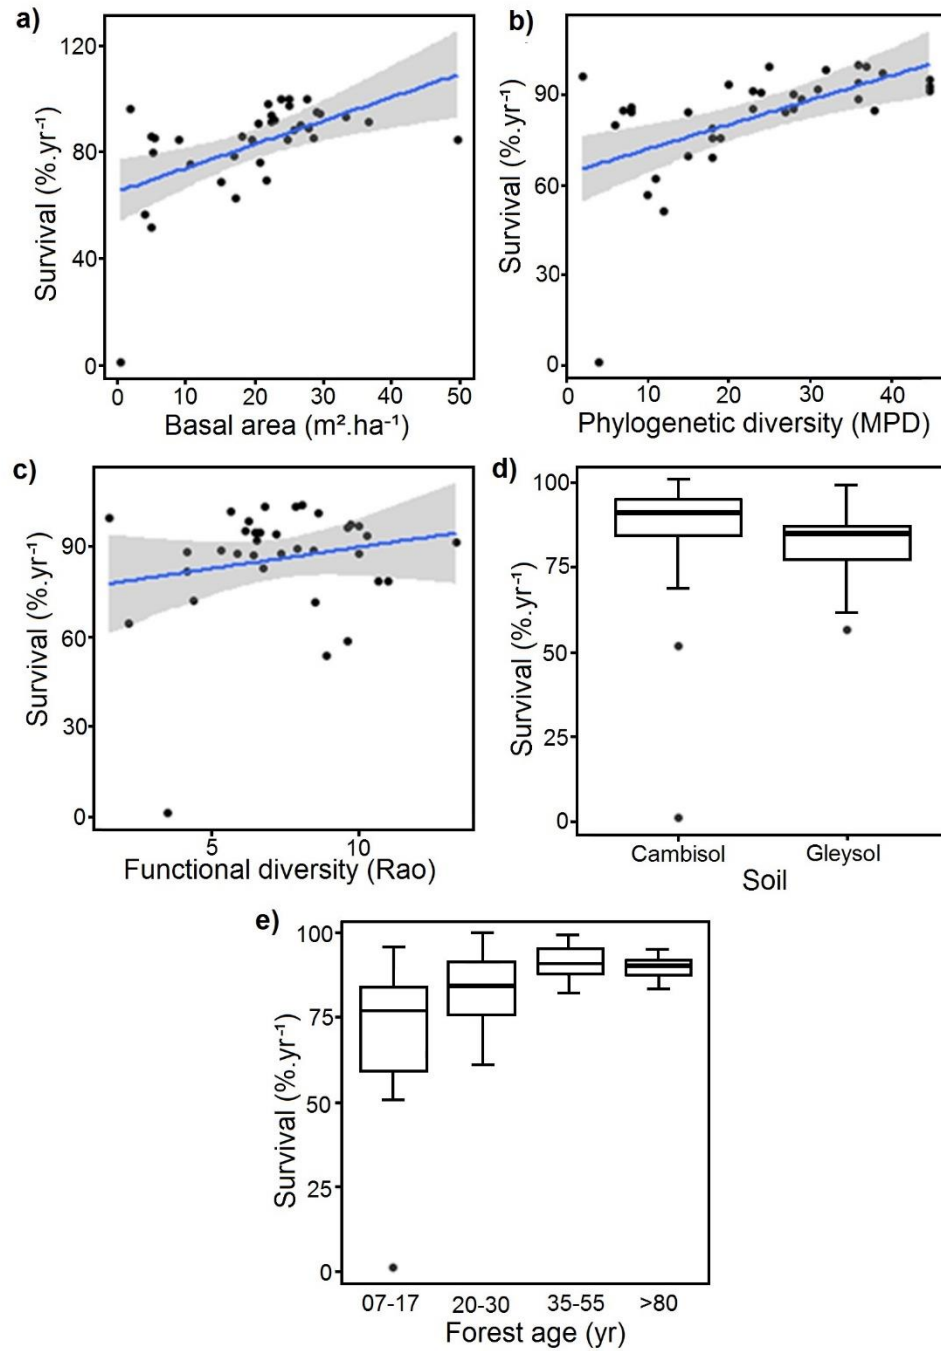 a)
120
80
40
0
Survival (%.yr⁻¹)
0 10 20 30 40 50
Basal area (m².ha⁻¹)
b)
90
60
30
0
Survival (%.yr⁻¹)
0 10 20 30 40
Phylogenetic diversity (MPD)
c)
90
60
30
0
Survival (%.yr⁻¹)
5 10
Functional diversity (Rao)
d)
100
75
50
25
0
Survival (%.yr⁻¹)
Cambisol Gleysol
Soil
e)
100
75
50
25
0
Survival (%.yr⁻¹)
07-17 20-30 35-55 >80
Forest age (yr)